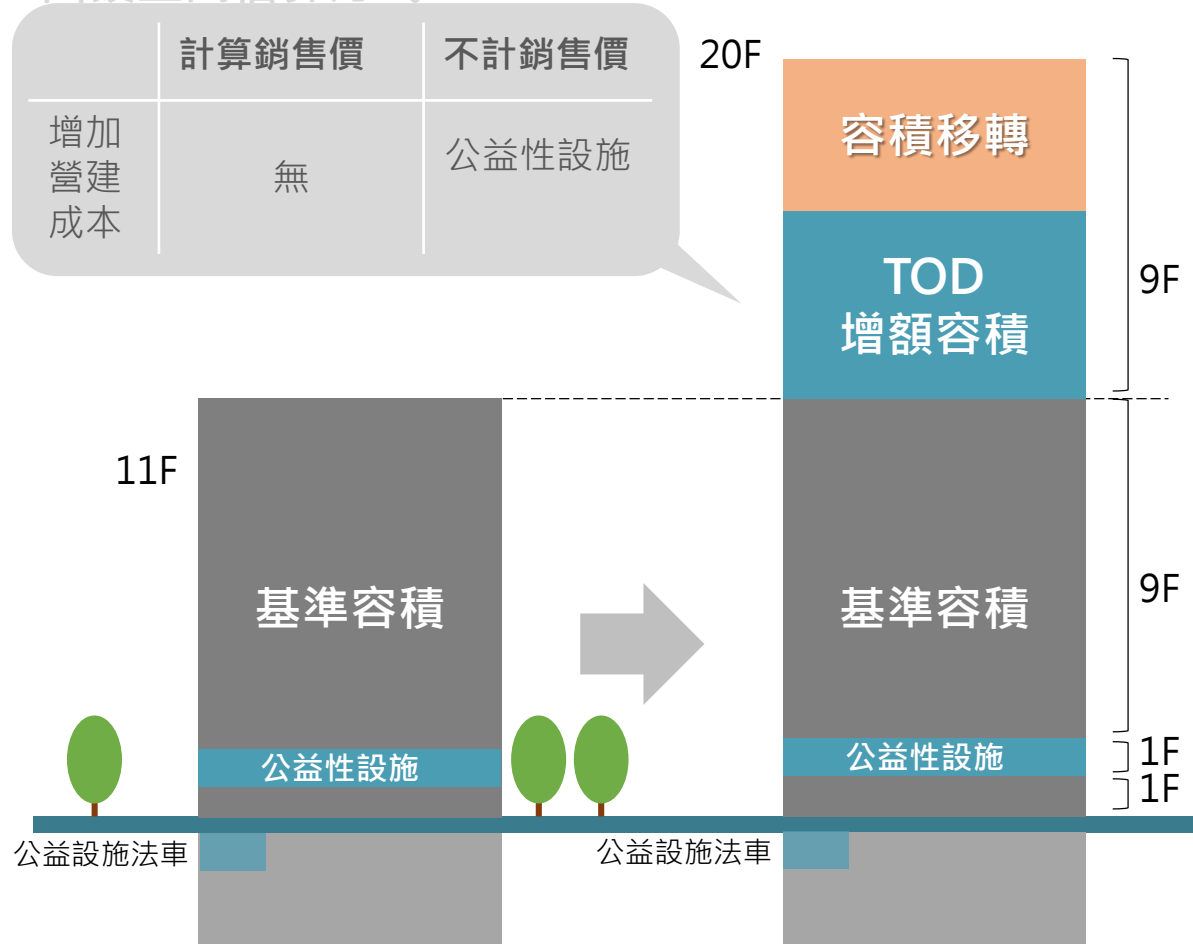 計算銷售價 不計銷售價
增加
營建
成本
無
公益性設施
20F
容積移轉
TOD
增額容積
9F
11F
基準容積
基準容積
9F
公益性設施
公益性設施
1F
1F
公益設施法車
公益設施法車